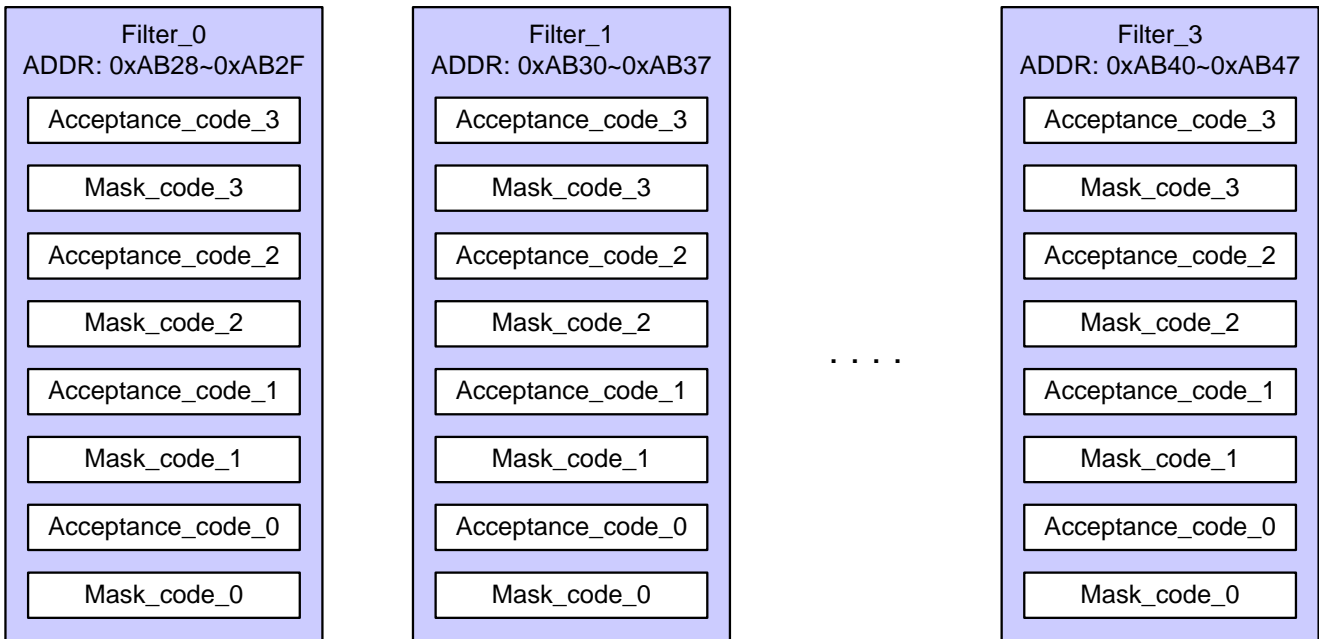 Filter_0
ADDR: 0xAB28~0xAB2F
Acceptance_code_3
Mask_code_3
Acceptance_code_2
Mask_code_2
Acceptance_code_1
Mask_code_1
Acceptance_code_0
Mask_code_0
Filter_1
ADDR: 0xAB30~0xAB37
Acceptance_code_3
Mask_code_3
Acceptance_code_2
Mask_code_2
Acceptance_code_1
Mask_code_1
Acceptance_code_0
Mask_code_0
. . . .
Filter_3
ADDR: 0xAB40~0xAB47
Acceptance_code_3
Mask_code_3
Acceptance_code_2
Mask_code_2
Acceptance_code_1
Mask_code_1
Acceptance_code_0
Mask_code_0